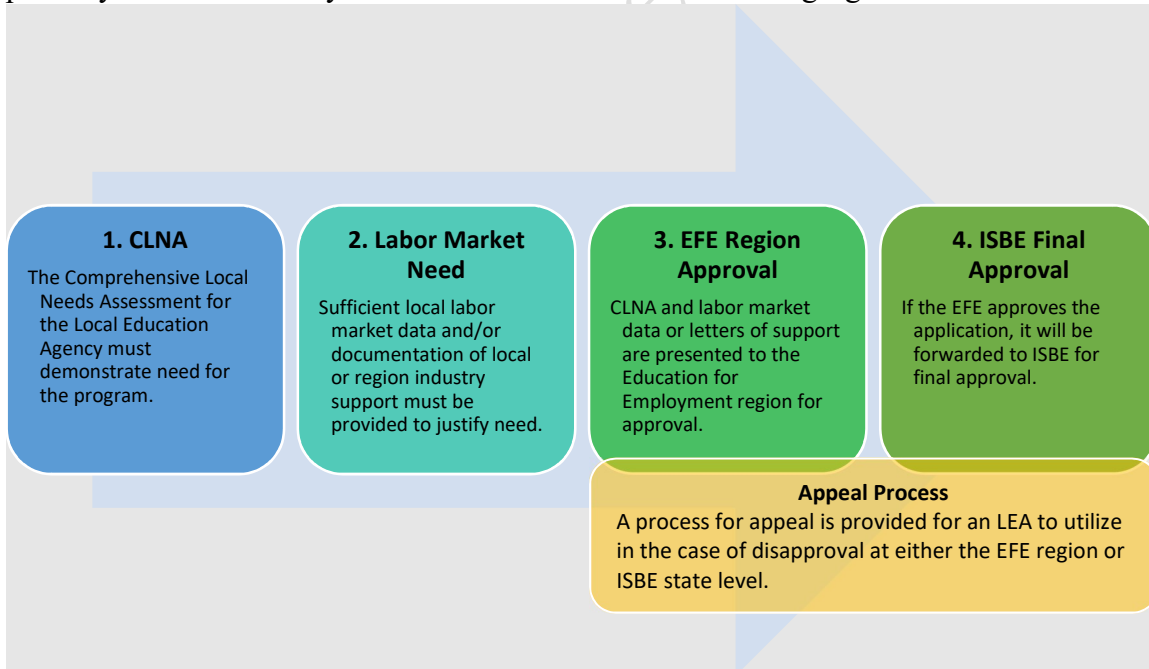 1. CLNA
The Comprehensive Local
Needs Assessment for
the Local Education
Agency must
demonstrate need for
the program.
2. Labor Market
Need
Sufficient local labor
market data and/or
documentation of local
or region industry
support must be
provided to justify need.
3. EFE Region
Approval
CLNA and labor market
data or letters of support
are presented to the
Education for
Employment region for
approval.
4. ISBE Final
Approval
If the EFE approves the
application, it will be
forwarded to ISBE for
final approval.
Appeal Process
A process for appeal is provided for an LEA to utilize
in the case of disapproval at either the EFE region or
ISBE state level.